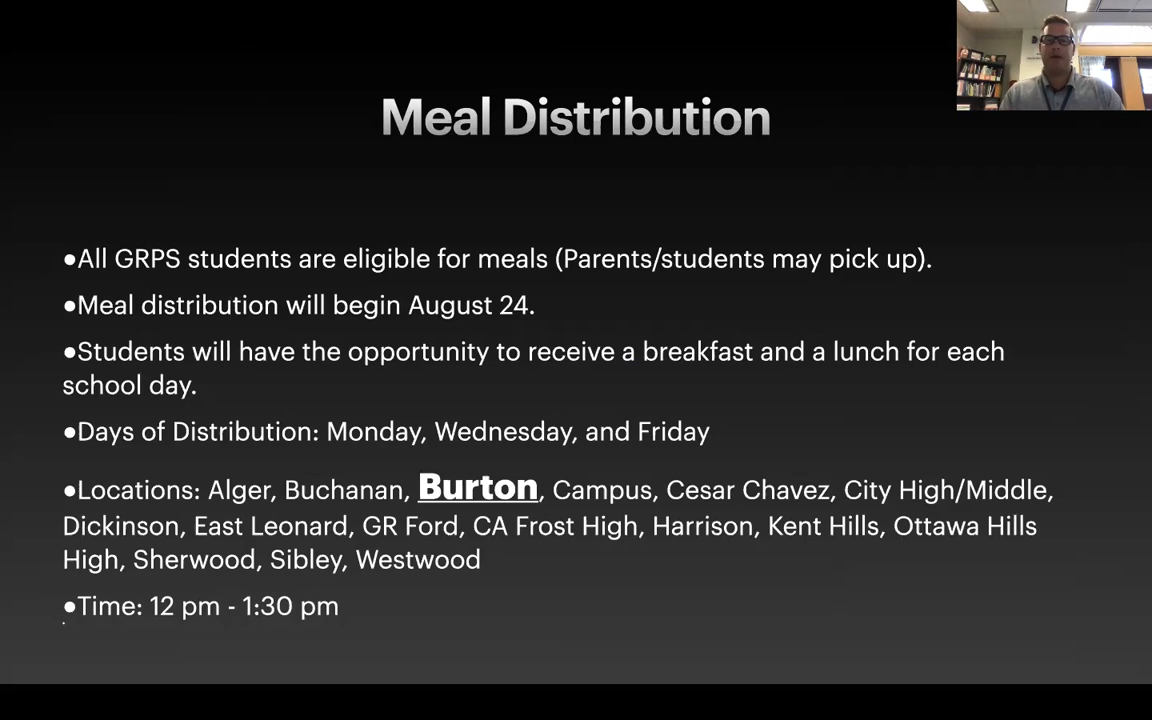 Meal Distribution
●All GRPS students are eligible for meals (Parents/students may pick up).
●Meal distribution will begin August 24.
●Students will have the opportunity to receive a breakfast and a lunch for each
school day.
●Days of Distribution: Monday, Wednesday, and Friday
●Locations: Alger, Buchanan, Burton, Campus, Cesar Chavez, City High/Middle,
Dickinson, East Leonard, GR Ford, CA Frost High, Harrison, Kent Hills, Ottawa Hills
High, Sherwood, Sibley, Westwood
●Time: 12 pm - 1:30 pm